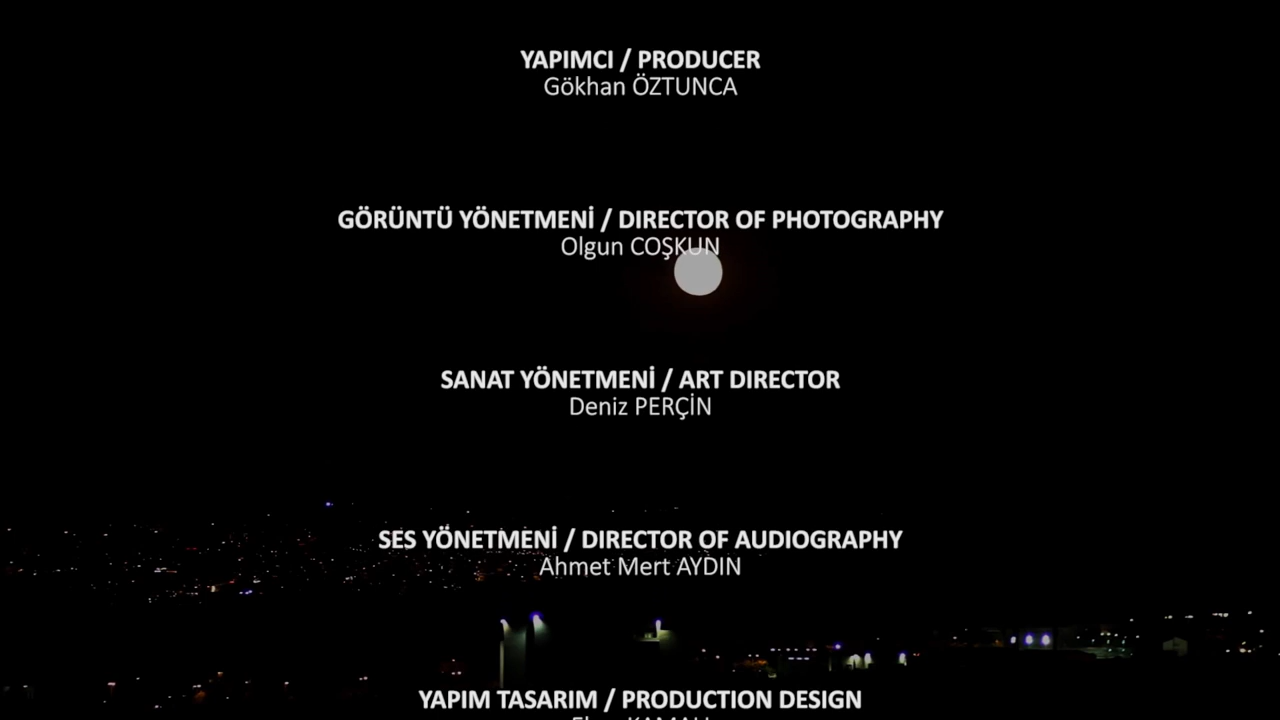 YAPIMCI / PRODUCER
Gökhan ÖZTUNCA
GÖRÜNTÜ YÖNETMENİ / DIRECTOR OF PHOTOGRAPHY
Olgun COŞKUN
SANAT YÖNETMENİ / ART DIRECTOR
Deniz PERÇİN
SES YÖNETMENİ / DIRECTOR OF AUDIOGRAPHY
Ahmet Mert AYDIN
YAPIM TASARIM / PRODUCTION DESIGN